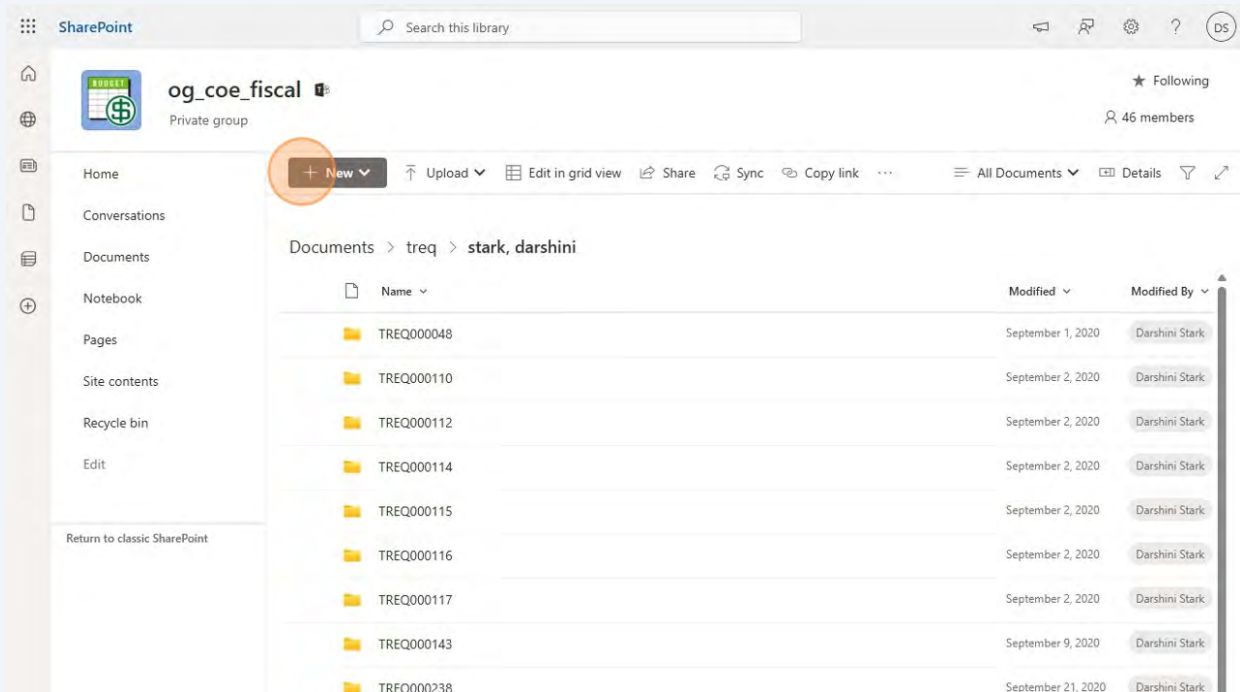 SharePoint
Search this library
?
DS
BUDGET
$
og_coe_fiscal
Private group
Following
46 members
Home
Conversations
Documents
Notebook
Pages
Site contents
Recycle bin
Edit
Return to classic SharePoint
+ New
Upload
Edit in grid view
Share
Sync
Copy link
...
All Documents
Details
Documents > treq > stark, darshini
Name Modified Modified By
TREQ000048 September 1, 2020 Darshini Stark
TREQ000110 September 2, 2020 Darshini Stark
TREQ000112 September 2, 2020 Darshini Stark
TREQ000114 September 2, 2020 Darshini Stark
TREQ000115 September 2, 2020 Darshini Stark
TREQ000116 September 2, 2020 Darshini Stark
TREQ000117 September 2, 2020 Darshini Stark
TREQ000143 September 9, 2020 Darshini Stark
TREQ000238 September 21, 2020 Darshini Stark